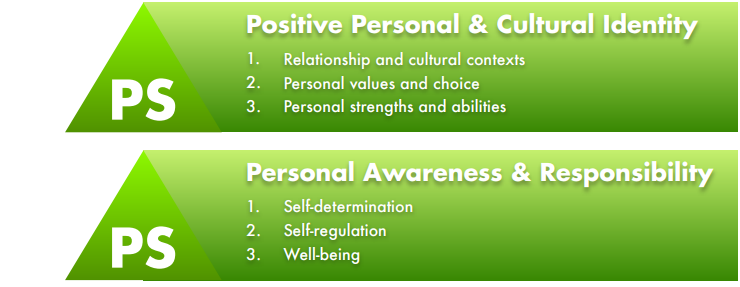 Positive Personal & Cultural Identity
1. Relationship and cultural contexts
2. Personal values and choice
3. Personal strengths and abilities
PS
Personal Awareness & Responsibility
1. Self-determination
2. Self-regulation
3. Well-being
PS